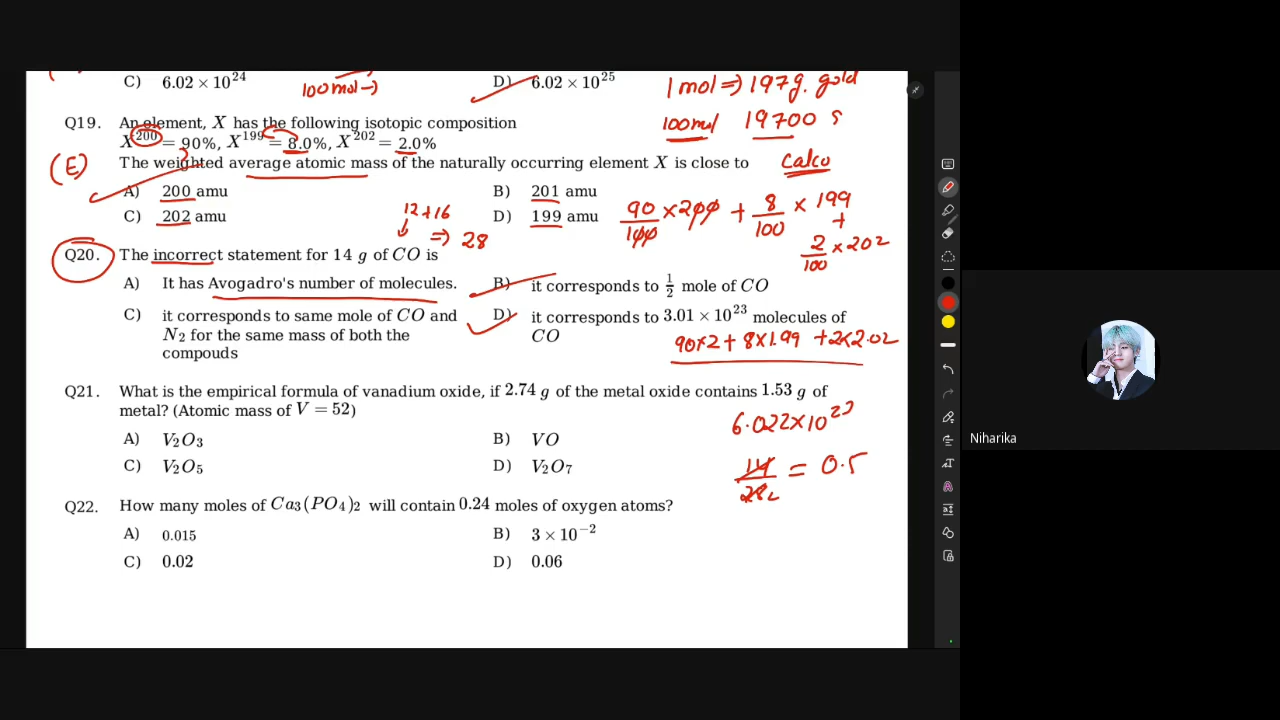 C) 6.02 × 10^24 D) 6.02 × 10^25
100mol →)
1 mol ⇒ 197g. gold
100mol 19700 g
Q19. An element, X has the following isotopic composition
X^200 = 90%, X^199 = 8.0%, X^202 = 2.0%
(E) The weighted average atomic mass of the naturally occurring element X is close to
Calcu
A) 200 amu B) 201 amu
C) 202 amu D) 199 amu
90/100 × 200 + 8/100 × 199
+
2/100 × 202
12 + 16
⇒ 28
Q20. The incorrect statement for 14 g of CO is
A) It has Avogadro's number of molecules. B) it corresponds to 1/2 mole of CO
C) it corresponds to same mole of CO and D) it corresponds to 3.01 × 10^23 molecules of
N2 for the same mass of both the CO
compouds
90×2 + 8×1.99 + 2×2.02
Q21. What is the empirical formula of vanadium oxide, if 2.74 g of the metal oxide contains 1.53 g of
metal? (Atomic mass of V = 52)
6.022×10^23
A) V2O3 B) VO
C) V2O5 D) V2O7
14/28 2 = 0.5
Q22. How many moles of Ca3(PO4)2 will contain 0.24 moles of oxygen atoms?
A) 0.015 B) 3 × 10^−2
C) 0.02 D) 0.06
Niharika